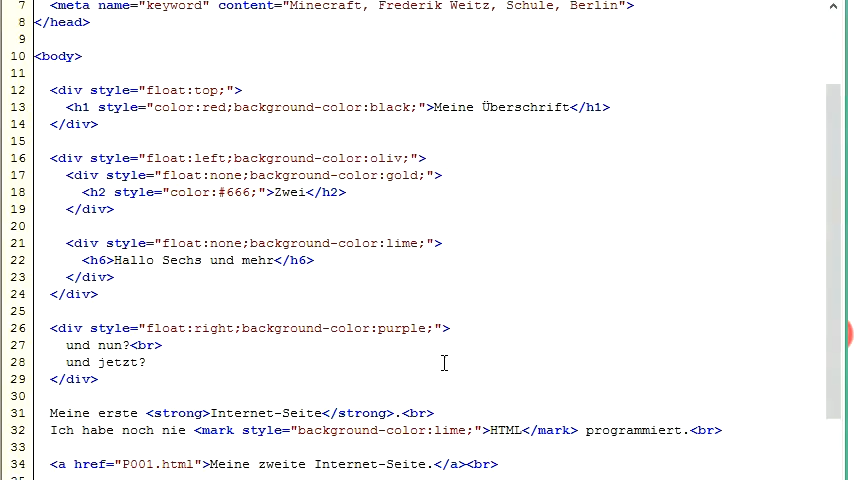 7 <meta name="keyword" content="Minecraft, Frederik Weitz, Schule, Berlin">
8 </head>
9
10 <body>
11
12 <div style="float:top;">
13 <h1 style="color:red;background-color:black;">Meine Überschrift</h1>
14 </div>
15
16 <div style="float:left;background-color:oliv;">
17 <div style="float:none;background-color:gold;">
18 <h2 style="color:#666;">Zwei</h2>
19 </div>
20
21 <div style="float:none;background-color:lime;">
22 <h6>Hallo Sechs und mehr</h6>
23 </div>
24 </div>
25
26 <div style="float:right;background-color:purple;">
27 und nun?<br>
28 und jetzt?
29 </div>
30
31 Meine erste <strong>Internet-Seite</strong>.<br>
32 Ich habe noch nie <mark style="background-color:lime;">HTML</mark> programmiert.<br>
33
34 <a href="P001.html">Meine zweite Internet-Seite.</a><br>